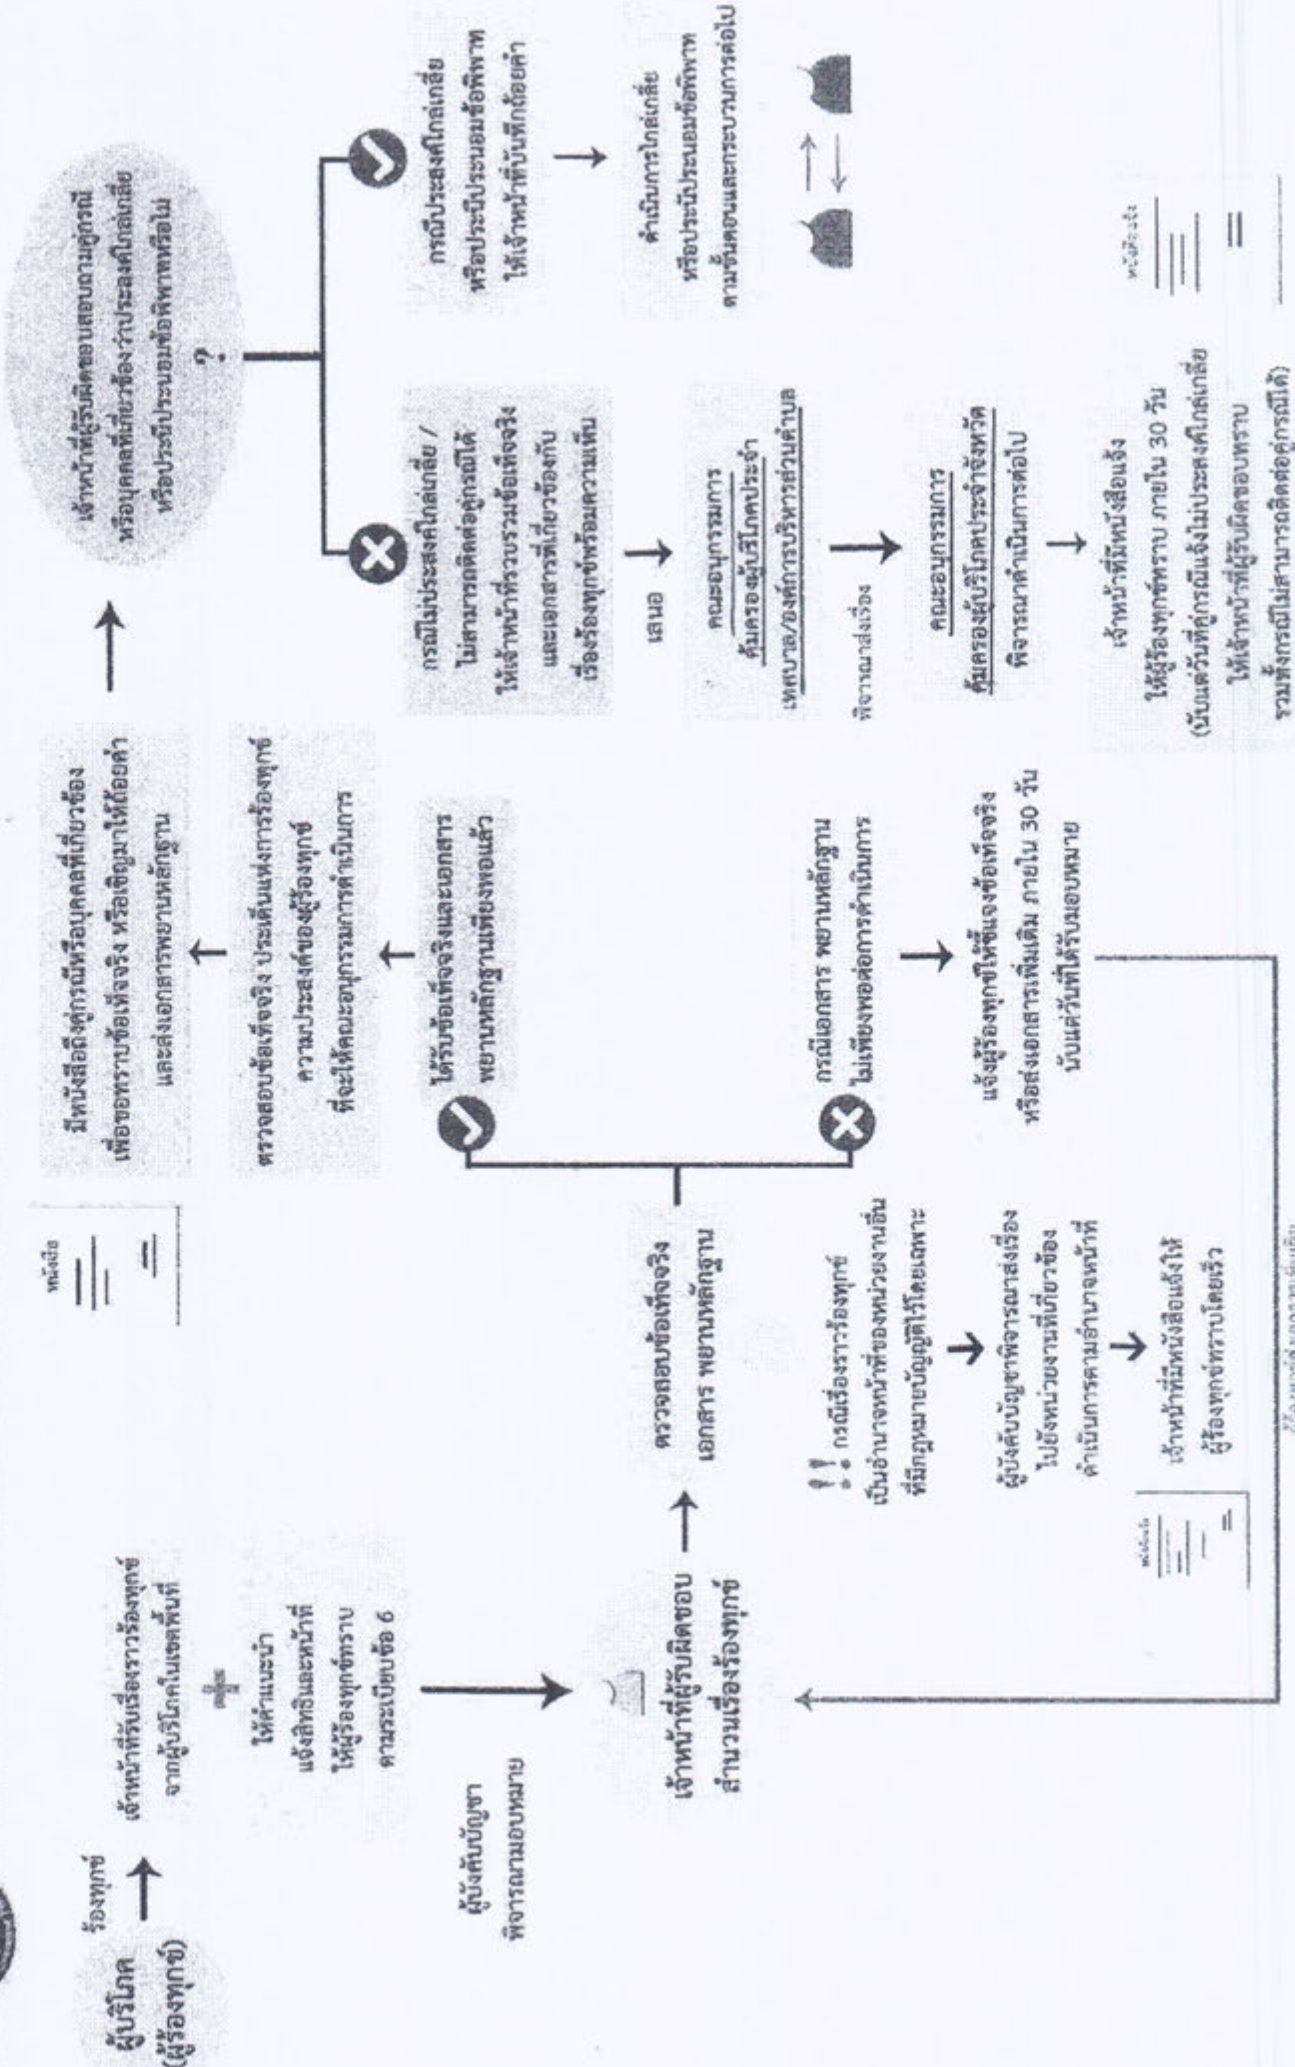 ผู้บริโภค
(ผู้ร้องทุกข์)
ร้องทุกข์
เจ้าหน้าที่รับเรื่องราวร้องทุกข์
จากผู้บริโภคในเขตพื้นที่
ให้คำแนะนำ
แจ้งสิทธิและหน้าที่
ให้ผู้ร้องทุกข์ทราบ
ตามระเบียบข้อ 6
ผู้บังคับบัญชา
พิจารณามอบหมาย
เจ้าหน้าที่ผู้รับผิดชอบ
สำนวนเรื่องร้องทุกข์
ตรวจสอบข้อเท็จจริง
เอกสาร พยานหลักฐาน
!! กรณีเรื่องราวร้องทุกข์
เป็นอำนาจหน้าที่ของหน่วยงานอื่น
ที่มีกฎหมายบัญญัติไว้โดยเฉพาะ
ผู้บังคับบัญชาพิจารณาส่งเรื่อง
ไปยังหน่วยงานที่เกี่ยวข้อง
ดำเนินการตามอำนาจหน้าที่
เจ้าหน้าที่มีหนังสือแจ้งให้
ผู้ร้องทุกข์ทราบโดยเร็ว
กรณีเอกสาร พยานหลักฐาน
ไม่เพียงพอต่อการดำเนินการ
แจ้งผู้ร้องทุกข์ให้ชี้แจงข้อเท็จจริง
หรือส่งเอกสารเพิ่มเติม ภายใน 30 วัน
นับแต่วันที่ได้รับมอบหมาย
ได้รับข้อเท็จจริงและเอกสาร
พยานหลักฐานเพียงพอแล้ว
ตรวจสอบข้อเท็จจริง ประเด็นแห่งการร้องทุกข์
ความประสงค์ของผู้ร้องทุกข์
ที่จะให้คณะอนุกรรมการดำเนินการ
หนังสือ
มีหนังสือถึงคู่กรณีหรือบุคคลที่เกี่ยวข้อง
เพื่อขอทราบข้อเท็จจริง หรือเชิญมาให้ถ้อยคำ
และส่งเอกสารพยานหลักฐาน
เจ้าหน้าที่ผู้รับผิดชอบสอบถามคู่กรณี
หรือบุคคลที่เกี่ยวข้องว่าประสงค์ไกล่เกลี่ย
หรือประนีประนอมข้อพิพาทหรือไม่
?
กรณีไม่ประสงค์ไกล่เกลี่ย /
ไม่สามารถติดต่อคู่กรณีได้
ให้เจ้าหน้าที่รวบรวมข้อเท็จจริง
และเอกสารที่เกี่ยวข้องกับ
เรื่องร้องทุกข์พร้อมความเห็น
เสนอ
คณะอนุกรรมการ
คุ้มครองผู้บริโภคประจำ
เทศบาล/องค์การบริหารส่วนตำบล
พิจารณาส่งเรื่อง
คณะอนุกรรมการ
คุ้มครองผู้บริโภคประจำจังหวัด
พิจารณาดำเนินการต่อไป
เจ้าหน้าที่มีหนังสือแจ้ง
ให้ผู้ร้องทุกข์ทราบ ภายใน 30 วัน
(นับแต่วันที่คู่กรณีแจ้งไม่ประสงค์ไกล่เกลี่ย
ให้เจ้าหน้าที่ผู้รับผิดชอบทราบ
รวมทั้งกรณีไม่สามารถติดต่อคู่กรณีได้)
กรณีประสงค์ไกล่เกลี่ย
หรือประนีประนอมข้อพิพาท
ให้เจ้าหน้าที่บันทึกถ้อยคำ
ดำเนินการไกล่เกลี่ย
หรือประนีประนอมข้อพิพาท
ตามขั้นตอนและกระบวนการต่อไป
หนังสือแจ้ง